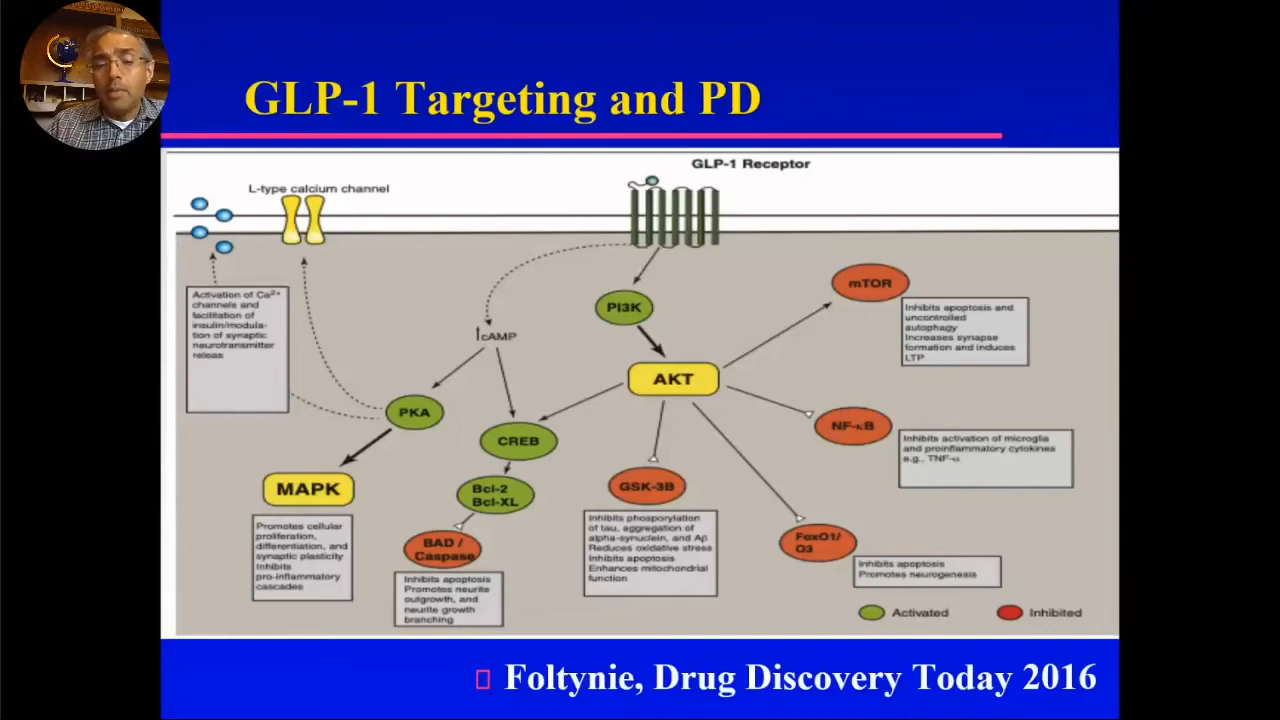 GLP-1 Targeting and PD
GLP-1 Receptor
L-type calcium channel
Activation of Ca2+
channels and
facilitation of
insulin/modula-
tion of synaptic
neurotransmitter
releas
↑cAMP
PI3K
mTOR
Inhibits apoptosis and
uncontrolled
autophagy
Increases synapse
formation and induces
LTP
AKT
PKA
CREB
NF-κB
Inhibits activation of microglia
and proinflammatory cytokines
e.g., TNF-α
MAPK
Promotes cellular
proliferation,
differentiation, and
synaptic plasticity
Inhibits
pro-inflammatory
cascades
Bcl-2
Bcl-XL
BAD /
Caspase
Inhibits apoptosis
Promotes neurite
outgrowth, and
neurite growth
branching
GSK-3B
Inhibits phosporylation
of tau, aggregation of
alpha-synuclein, and Aβ
Reduces oxidative stress
Inhibits apoptosis
Enhances mitochondrial
function
FoxO1/
O3
Inhibits apoptosis
Promotes neurogenesis
Activated
Inhibited
Foltynie, Drug Discovery Today 2016